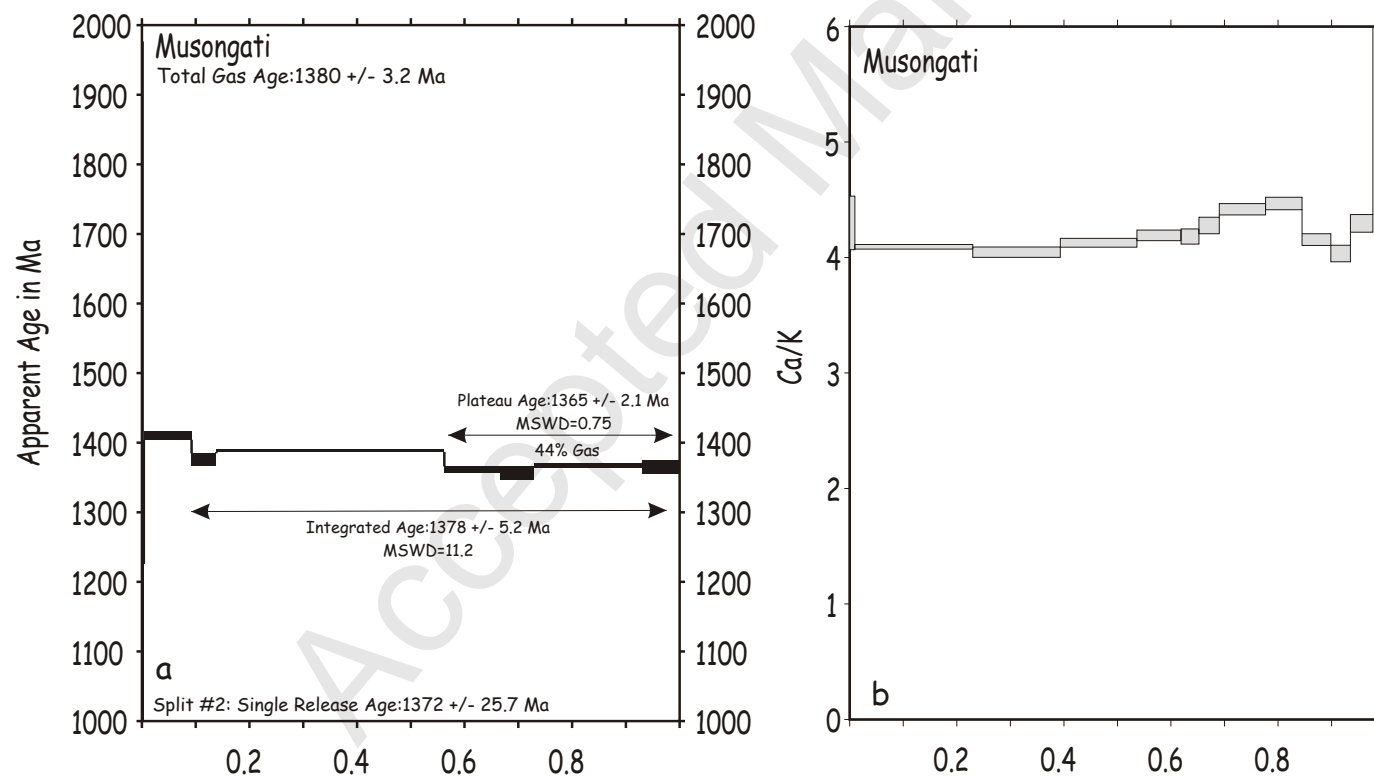 2000
1900
1800
1700
1600
1500
1400
1300
1200
1100
1000
Apparent Age in Ma
Musongati
Total Gas Age:1380 +/- 3.2 Ma
Plateau Age:1365 +/- 2.1 Ma
MSWD=0.75
44% Gas
Integrated Age:1378 +/- 5.2 Ma
MSWD=11.2
a
Split #2: Single Release Age:1372 +/- 25.7 Ma
0.2 0.4 0.6 0.8
2000
1900
1800
1700
1600
1500
1400
1300
1200
1100
1000
6
5
4
3
2
1
0
Ca/K
Musongati
b
0.2 0.4 0.6 0.8
Accepted Ma